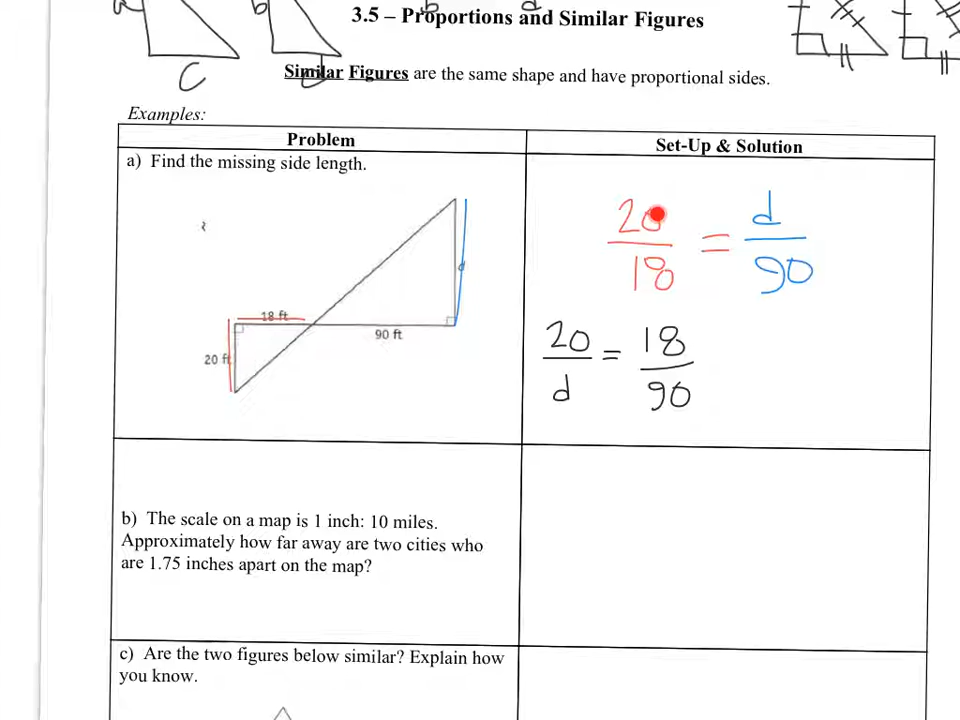 b
3.5 – Proportions and Similar Figures
C
Similar Figures are the same shape and have proportional sides.
Examples:
Problem
Set-Up & Solution
a) Find the missing side length.
18 ft
90 ft
20 ft
d
20/18 = d/90
20/d = 18/90
b) The scale on a map is 1 inch: 10 miles.
Approximately how far away are two cities who
are 1.75 inches apart on the map?
c) Are the two figures below similar? Explain how
you know.